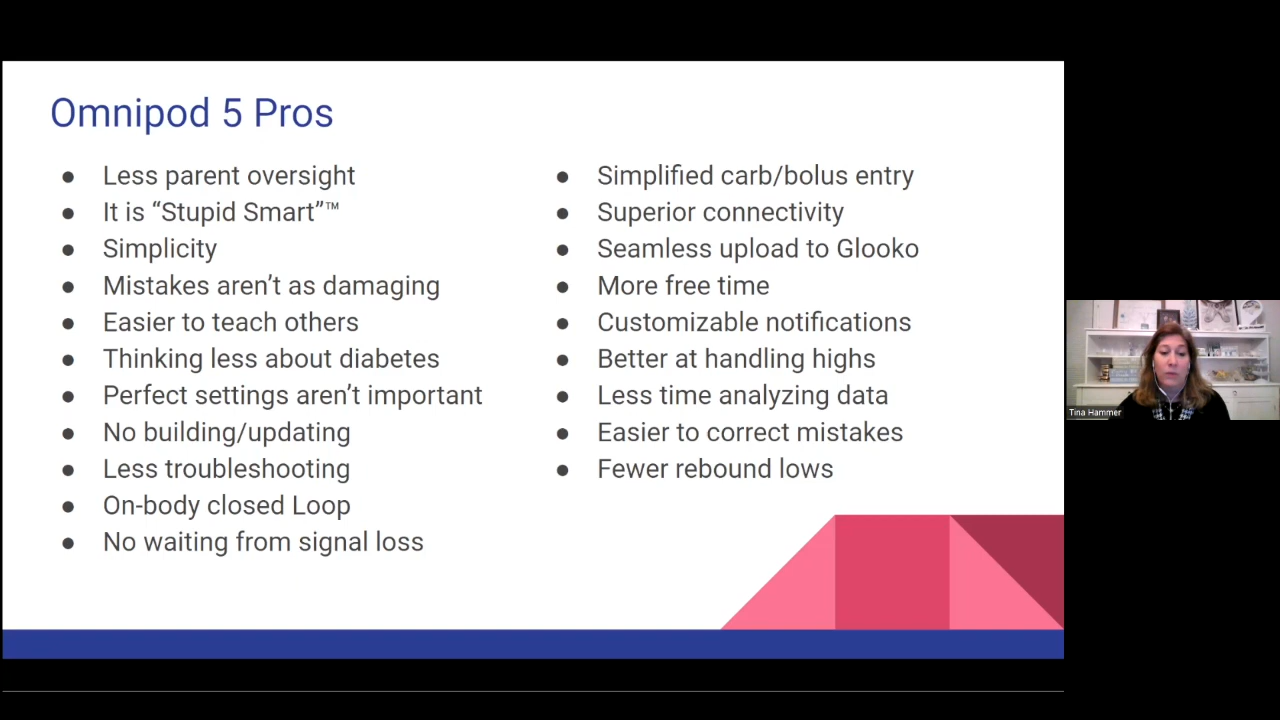 Omnipod 5 Pros
● Less parent oversight
● It is “Stupid Smart”™
● Simplicity
● Mistakes aren’t as damaging
● Easier to teach others
● Thinking less about diabetes
● Perfect settings aren’t important
● No building/updating
● Less troubleshooting
● On-body closed Loop
● No waiting from signal loss
● Simplified carb/bolus entry
● Superior connectivity
● Seamless upload to Glooko
● More free time
● Customizable notifications
● Better at handling highs
● Less time analyzing data
● Easier to correct mistakes
● Fewer rebound lows
Tina Hammer